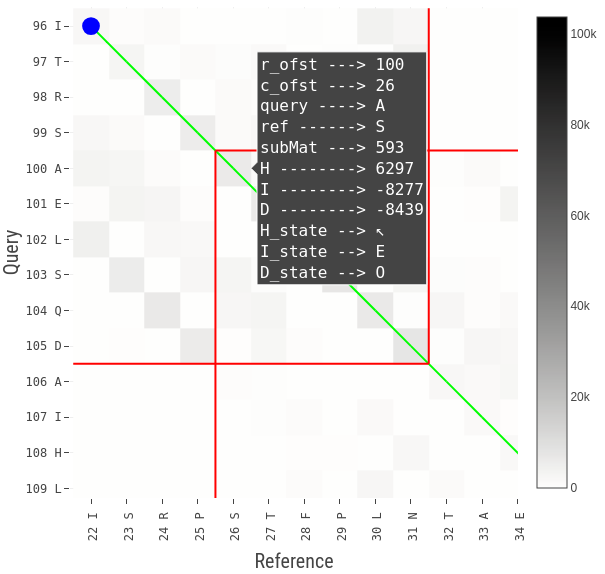 96 I
97 T
98 R
99 S
100 A
101 E
102 L
103 S
104 Q
105 D
106 A
107 I
108 H
109 L
Query
r_ofst ---> 100
c_ofst ---> 26
query ----> A
ref ------> S
subMat ---> 593
H --------> 6297
I --------> -8277
D --------> -8439
H_state --> ↖
I_state --> E
D_state --> O
100k
80k
60k
40k
20k
0
22 I
23 S
24 R
25 P
26 S
27 T
28 F
29 P
30 L
31 N
32 T
33 A
34 E
Reference